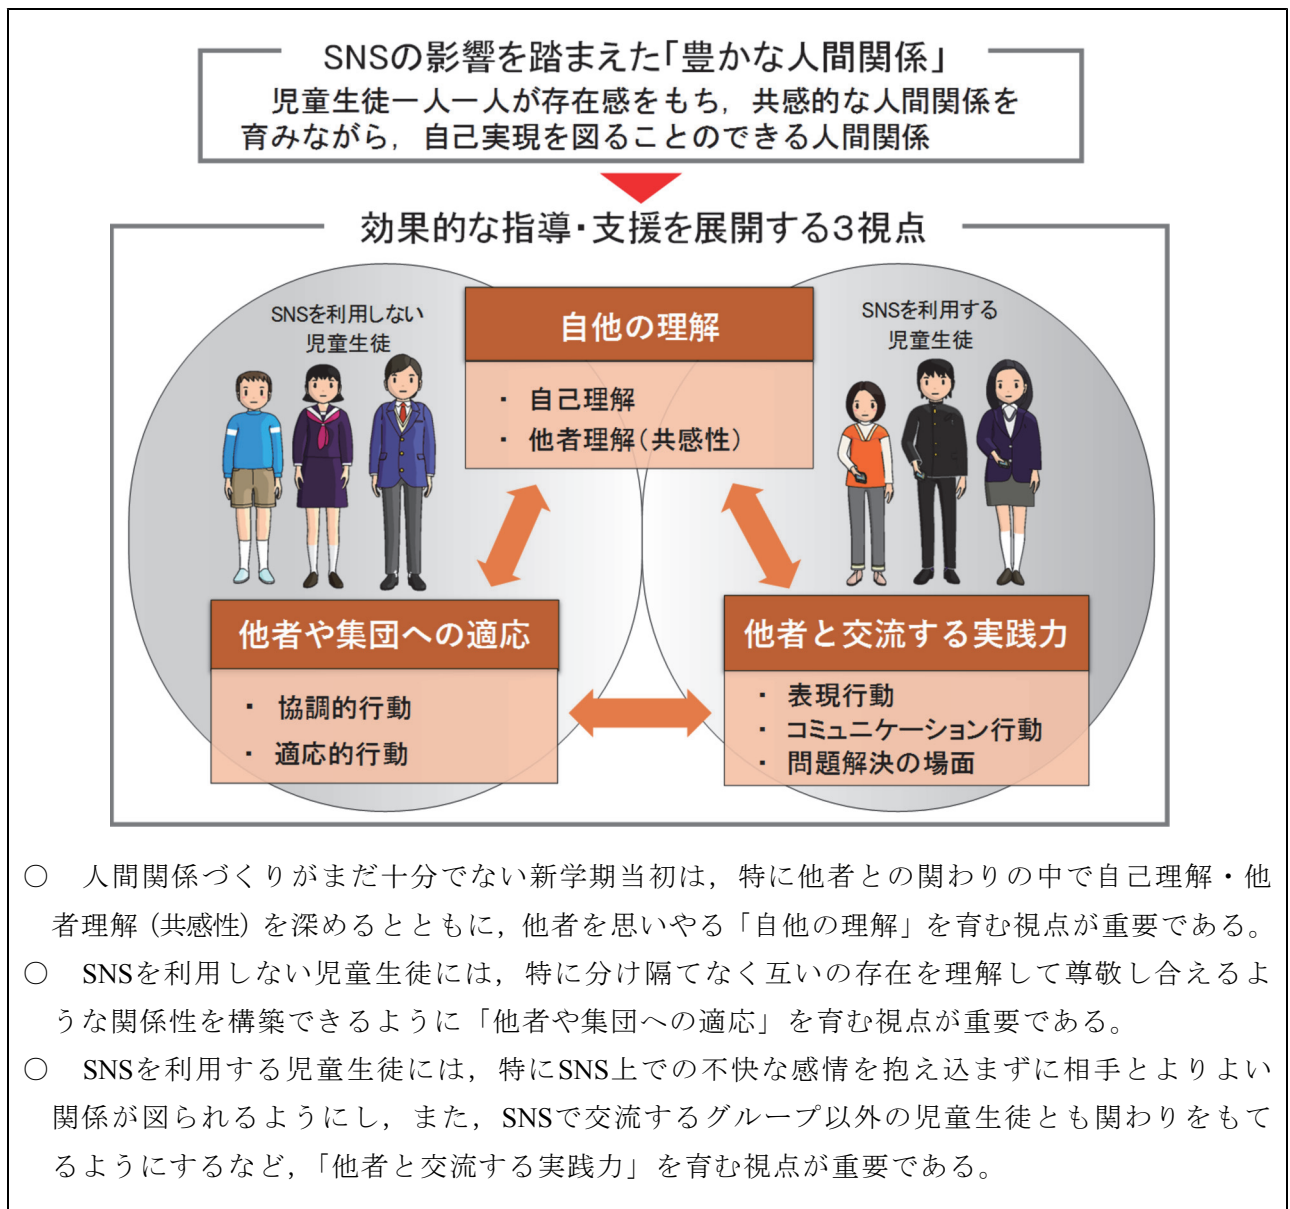 SNSの影響を踏まえた「豊かな人間関係」
児童生徒一人一人が存在感をもち，共感的な人間関係を
育みながら，自己実現を図ることのできる人間関係
効果的な指導・支援を展開する3視点
SNSを利用しない
児童生徒
自他の理解
・ 自己理解
・ 他者理解（共感性）
SNSを利用する
児童生徒
他者や集団への適応
・ 協調的行動
・ 適応的行動
他者と交流する実践力
・ 表現行動
・ コミュニケーション行動
・ 問題解決の場面
○　人間関係づくりがまだ十分でない新学期当初は，特に他者との関わりの中で自己理解・他
者理解（共感性）を深めるとともに，他者を思いやる「自他の理解」を育む視点が重要である。
○　SNSを利用しない児童生徒には，特に分け隔てなく互いの存在を理解して尊敬し合えるよ
うな関係性を構築できるように「他者や集団への適応」を育む視点が重要である。
○　SNSを利用する児童生徒には，特にSNS上での不快な感情を抱え込まずに相手とよりよい
関係が図られるようにし，また，SNSで交流するグループ以外の児童生徒とも関わりをもて
るようにするなど，「他者と交流する実践力」を育む視点が重要である。